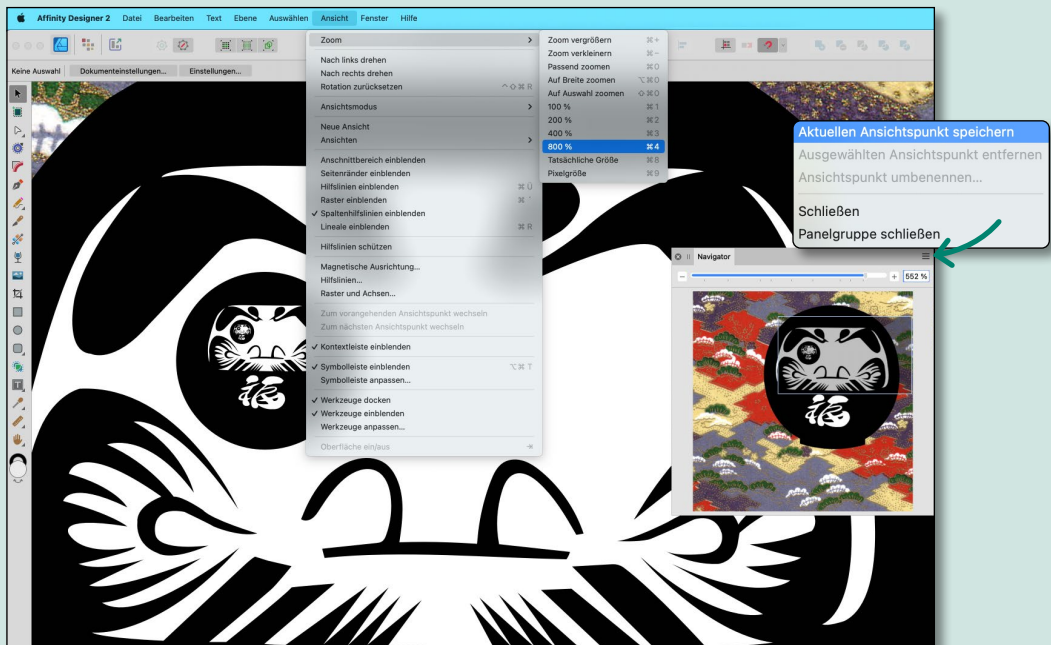 Affinity Designer 2 Datei Bearbeiten Text Ebene Auswählen Ansicht Fenster Hilfe
Keine Auswahl Dokumenteinstellungen... Einstellungen...
Zoom
Nach links drehen
Nach rechts drehen
Rotation zurücksetzen ^⇧⌘R
Ansichtsmodus
Neue Ansicht
Ansichten
Anschnittbereich einblenden
Seitenränder einblenden
Hilfslinien einblenden ⌘Ü
Raster einblenden
✓ Spaltenhilfslinien einblenden
Lineale einblenden ⌘R
Hilfslinien schützen
Magnetische Ausrichtung...
Hilfslinien...
Raster und Achsen...
Zum vorangehenden Ansichtspunkt wechseln
Zum nächsten Ansichtspunkt wechseln
✓ Kontextleiste einblenden
✓ Symbolleiste einblenden ⌥⌘T
Symbolleiste anpassen...
✓ Werkzeuge docken
✓ Werkzeuge einblenden
Werkzeuge anpassen...
Oberfläche ein/aus
Zoom vergrößern ⌘+
Zoom verkleinern ⌘−
Passend zoomen ⌘0
Auf Breite zoomen ⌥⌘0
Auf Auswahl zoomen ⇧⌘0
100 % ⌘1
200 % ⌘2
400 % ⌘3
800 % ⌘4
Tatsächliche Größe ⌘8
Pixelgröße ⌘9
Aktuellen Ansichtspunkt speichern
Ausgewählten Ansichtspunkt entfernen
Ansichtspunkt umbenennen...
Schließen
Panelgruppe schließen
Navigator
552 %
福
福